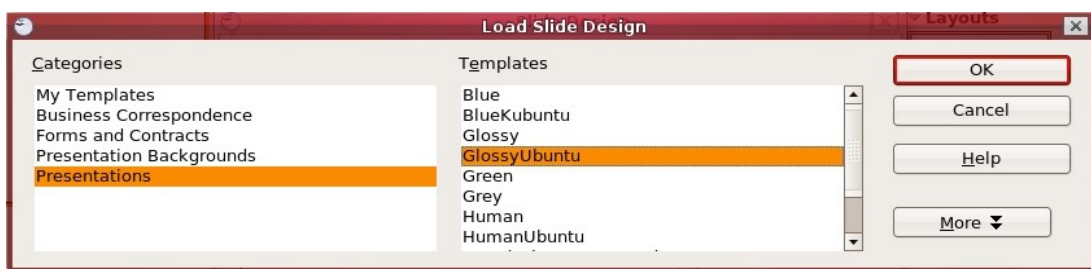 Layouts
Load Slide Design
Categories
Templates
My Templates
Business Correspondence
Forms and Contracts
Presentation Backgrounds
Presentations
Blue
BlueKubuntu
Glossy
GlossyUbuntu
Green
Grey
Human
HumanUbuntu
OK
Cancel
Help
More